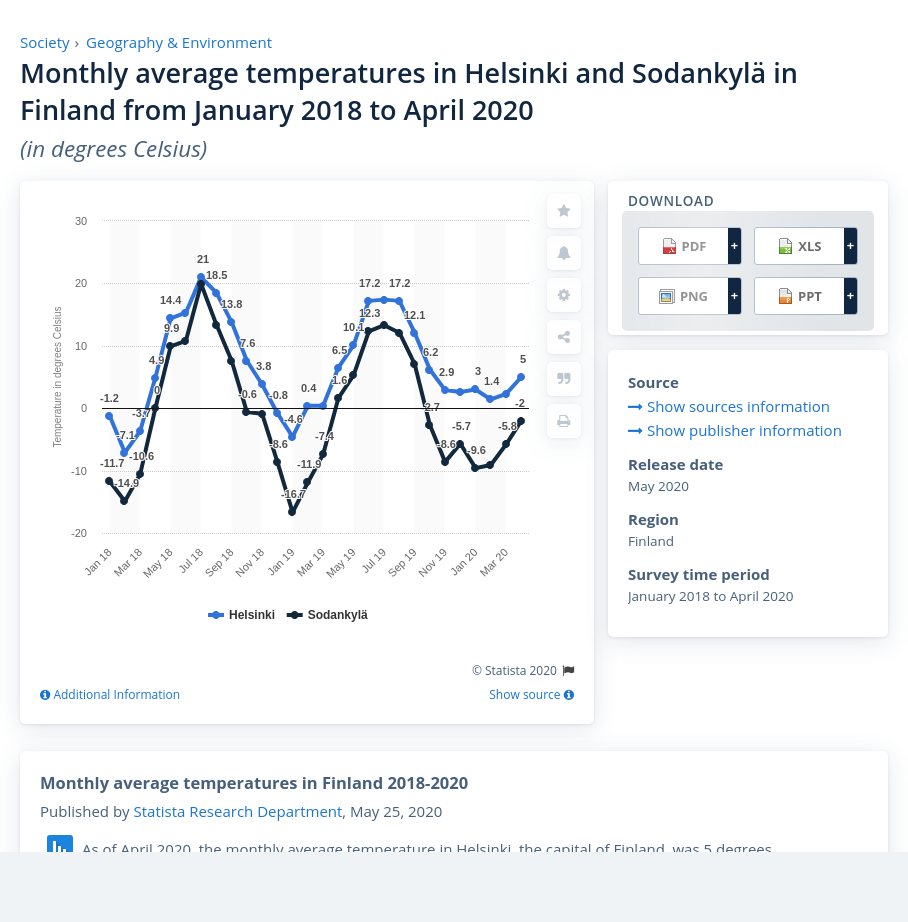 Society › Geography & Environment
Monthly average temperatures in Helsinki and Sodankylä in
Finland from January 2018 to April 2020
(in degrees Celsius)
30
20
10
0
-10
-20
Temperature in degrees Celsius
-1.2
-7.1
-3.7
4.9
14.4
21
18.5
13.8
7.6
3.8
-0.8
-4.6
0.4
6.5
10.1
17.2
17.2
12.1
6.2
2.9
3
1.4
5
-11.7
-14.9
-10.6
0
9.9
-0.6
-8.6
-16.7
-11.9
-7.4
1.6
12.3
-2.7
-8.6
-5.7
-9.6
-5.8
-2
Jan 18
Mar 18
May 18
Jul 18
Sep 18
Nov 18
Jan 19
Mar 19
May 19
Jul 19
Sep 19
Nov 19
Jan 20
Mar 20
Helsinki Sodankylä
© Statista 2020
Additional Information
Show source
DOWNLOAD
PDF + XLS +
PNG + PPT +
Source
Show sources information
Show publisher information
Release date
May 2020
Region
Finland
Survey time period
January 2018 to April 2020
Monthly average temperatures in Finland 2018-2020
Published by Statista Research Department, May 25, 2020
As of April 2020, the monthly average temperature in Helsinki, the capital of Finland, was 5 degrees